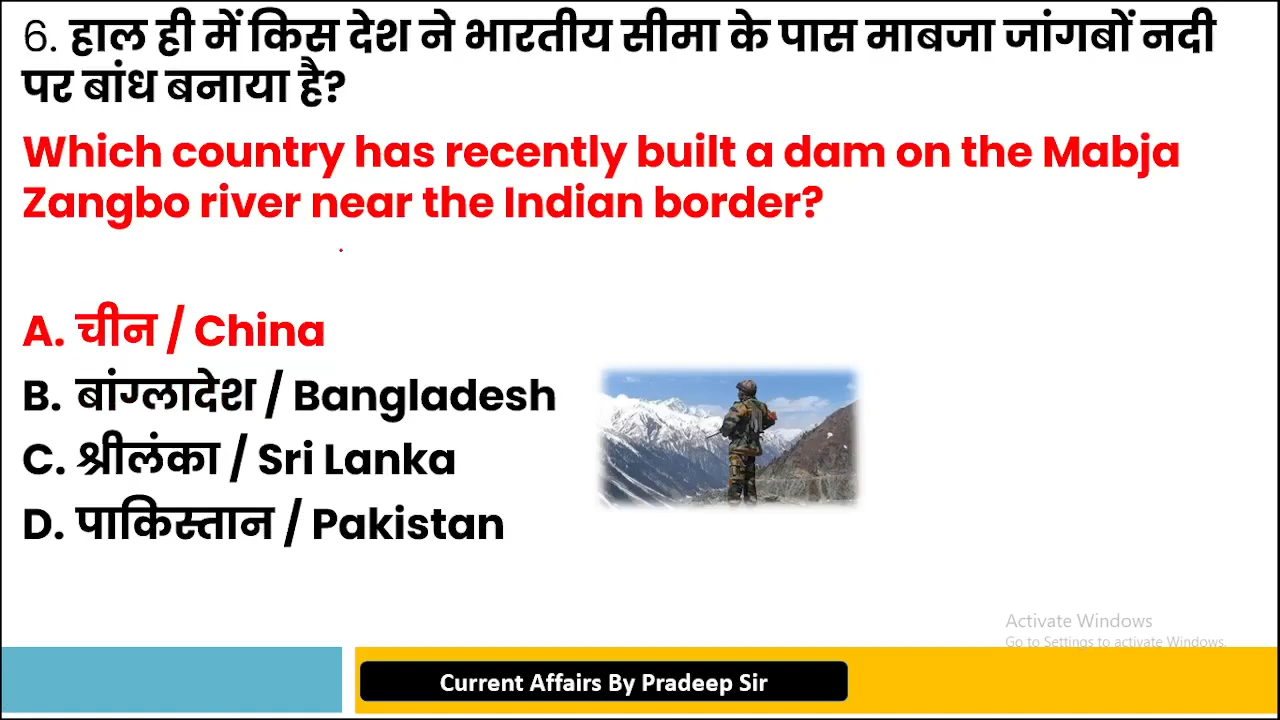 6. हाल ही में किस देश ने भारतीय सीमा के पास माबजा जांगबों नदी
पर बांध बनाया है?
Which country has recently built a dam on the Mabja
Zangbo river near the Indian border?
A. चीन / China
B. बांग्लादेश / Bangladesh
C. श्रीलंका / Sri Lanka
D. पाकिस्तान / Pakistan
Activate Windows
Go to Settings to activate Windows.
Current Affairs By Pradeep Sir